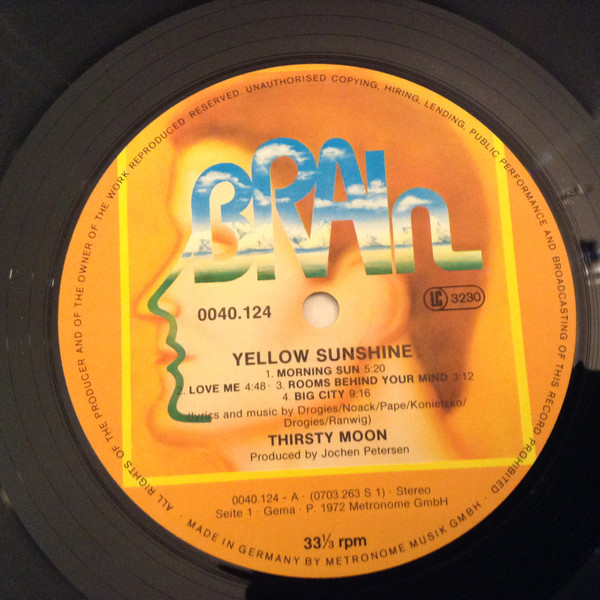 ALL RIGHTS OF THE PRODUCER AND OF THE OWNER OF THE WORK REPRODUCED RESERVED. UNAUTHORISED COPYING, HIRING, LENDING, PUBLIC PERFORMANCE AND BROADCASTING OF THIS RECORD PROHIBITED
BRAIn
0040.124
LC 3230
YELLOW SUNSHINE
1. MORNING SUN 5:20
. LOVE ME 4:48 · 3. ROOMS BEHIND YOUR MIND 3:12
4. BIG CITY 9:16
(lyrics and music by Drogies/Noack/Pape/Konietzko/
Drogies/Ranwig)
THIRSTY MOON
Produced by Jochen Petersen
0040.124 - A · (0703.263 S 1) · Stereo
Seite 1 · Gema · P. 1972 Metronome GmbH
33⅓ rpm
· MADE IN GERMANY BY METRONOME MUSIK GMBH ·